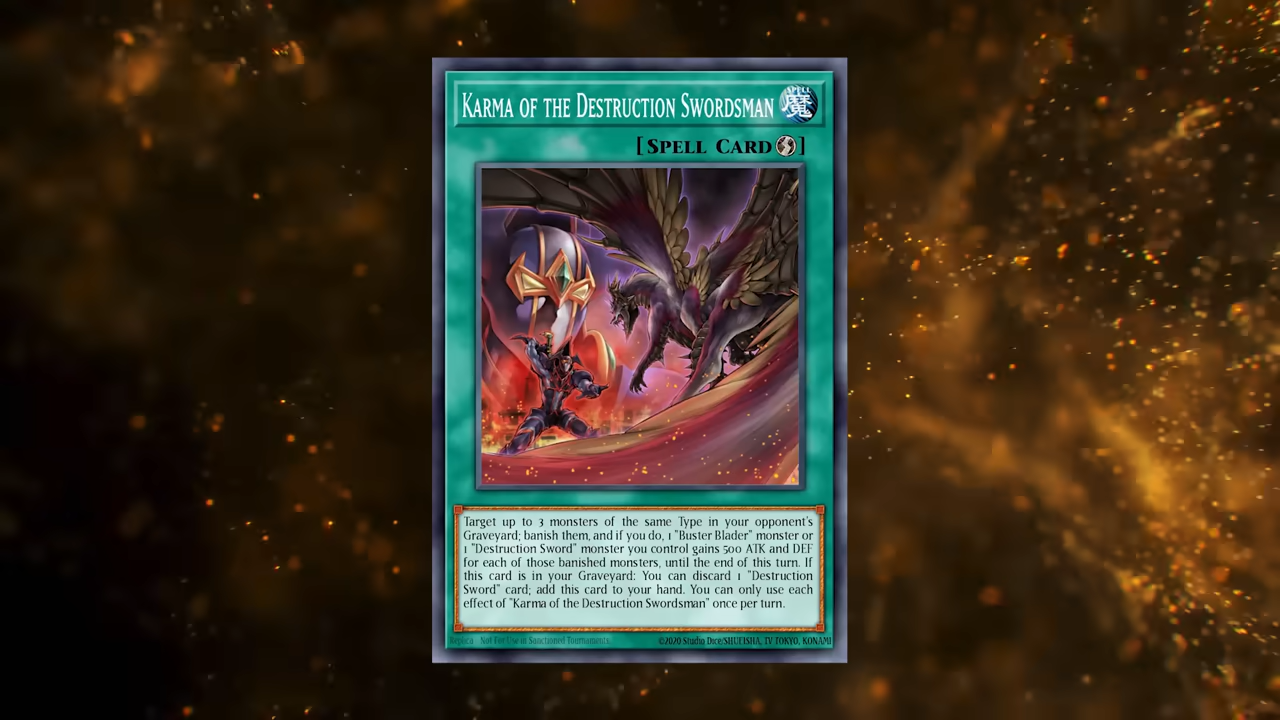 KARMA OF THE DESTRUCTION SWORDSMAN
SPELL
魔
[SPELL CARD]
Target up to 3 monsters of the same Type in your opponent's
Graveyard; banish them, and if you do, 1 "Buster Blader" monster or
1 "Destruction Sword" monster you control gains 500 ATK and DEF
for each of those banished monsters, until the end of this turn. If
this card is in your Graveyard: You can discard 1 "Destruction
Sword" card; add this card to your hand. You can only use each
effect of "Karma of the Destruction Swordsman" once per turn.
Replica - Not For Use in Sanctioned Tournaments
©2020 Studio Dice/SHUEISHA, TV TOKYO, KONAMI